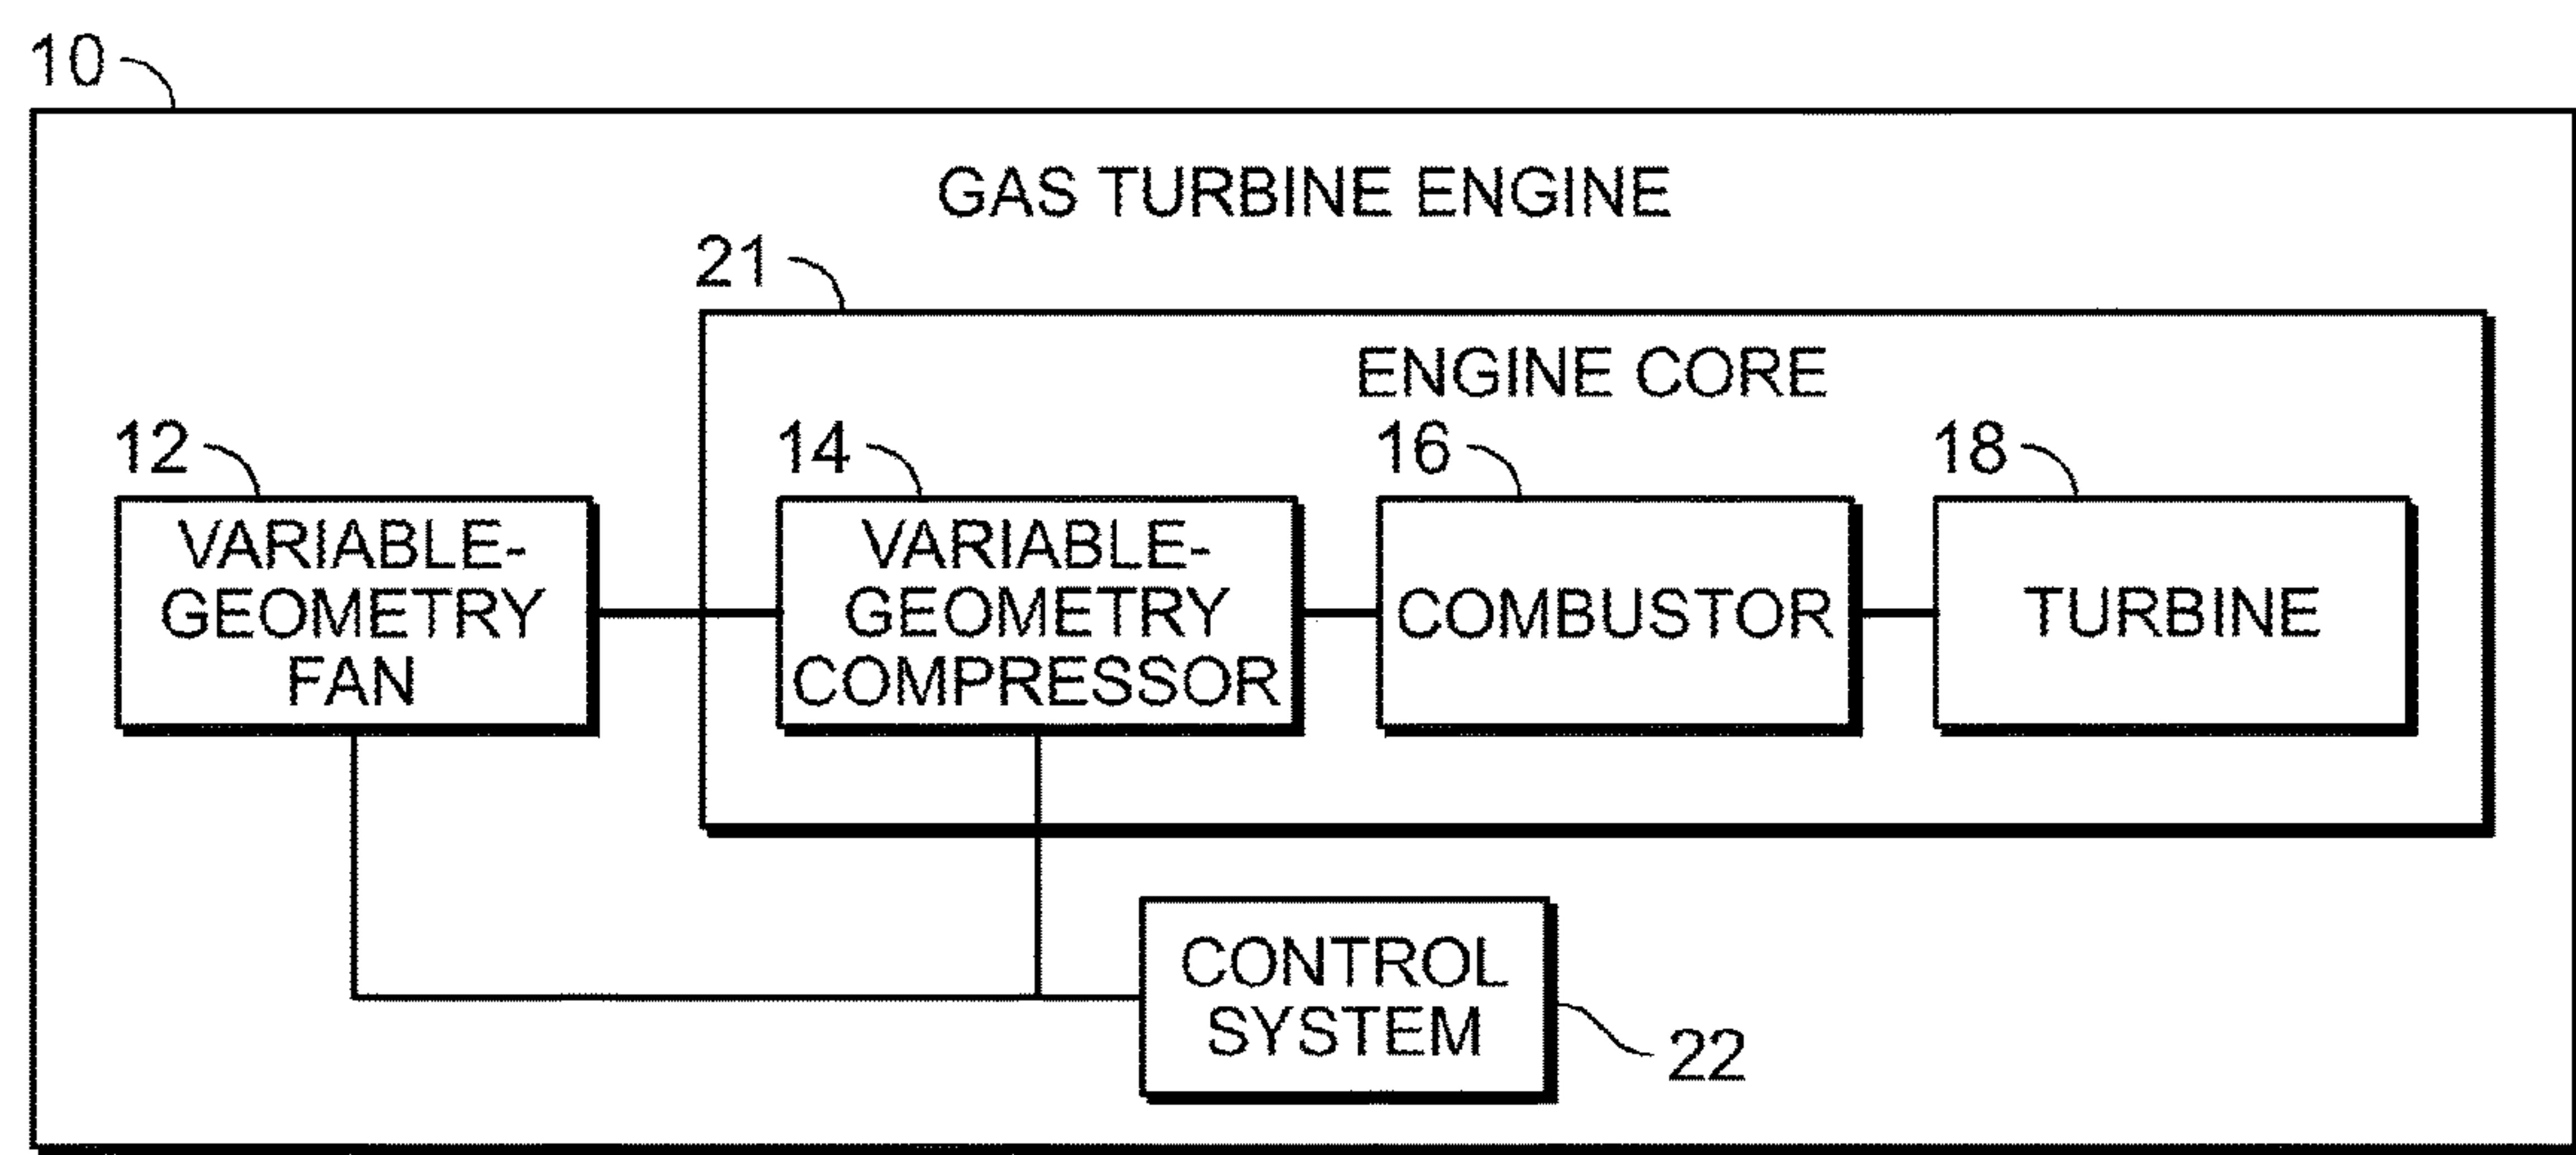 10
GAS TURBINE ENGINE
21
ENGINE CORE
12
14
16
18
VARIABLE-
GEOMETRY
FAN
VARIABLE-
GEOMETRY
COMPRESSOR
COMBUSTOR
TURBINE
CONTROL
SYSTEM
22